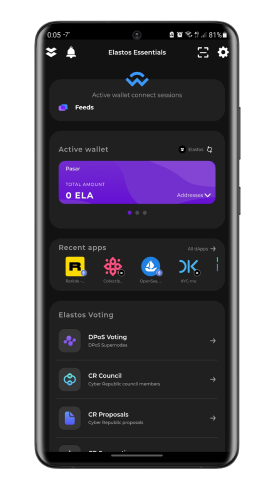 0:05 -7° 81%
Elastos Essentials
Active wallet connect sessions
Feeds
Active wallet
Elastos
Pasar
TOTAL AMOUNT
0 ELA
Addresses
Recent apps
All dApps →
OpenSea
KYC-me
Elastos Voting
DPoS Voting
DPoS Supernodes
CR Council
Cyber Republic council members
CR Proposals
Cyber Republic proposals